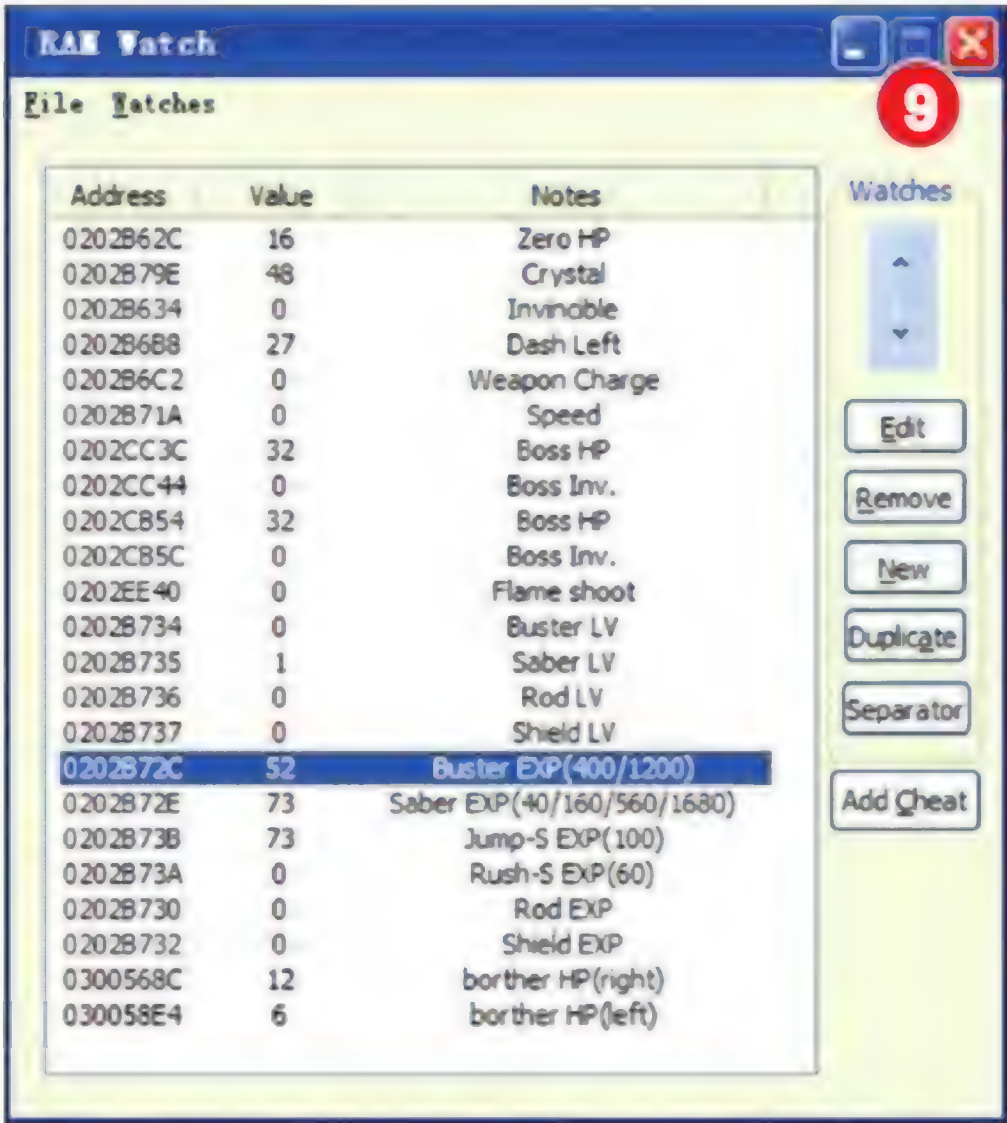 RAM Watch
File Watches
9
Address Value Notes
0202B62C 16 Zero HP
0202B79E 48 Crystal
0202B634 0 Invincible
0202B6B8 27 Dash Left
0202B6C2 0 Weapon Charge
0202B71A 0 Speed
0202CC3C 32 Boss HP
0202CC44 0 Boss Inv.
0202CB54 32 Boss HP
0202CB5C 0 Boss Inv.
0202EE40 0 Flame shoot
0202B734 0 Buster LV
0202B735 1 Saber LV
0202B736 0 Rod LV
0202B737 0 Shield LV
0202B72C 52 Buster EXP(400/1200)
0202B72E 73 Saber EXP(40/160/560/1680)
0202B73B 73 Jump-S EXP(100)
0202B73A 0 Rush-S EXP(60)
0202B730 0 Rod EXP
0202B732 0 Shield EXP
0300568C 12 borther HP(right)
030058E4 6 borther HP(left)
Watches
Edit
Remove
New
Duplicate
Separator
Add Cheat